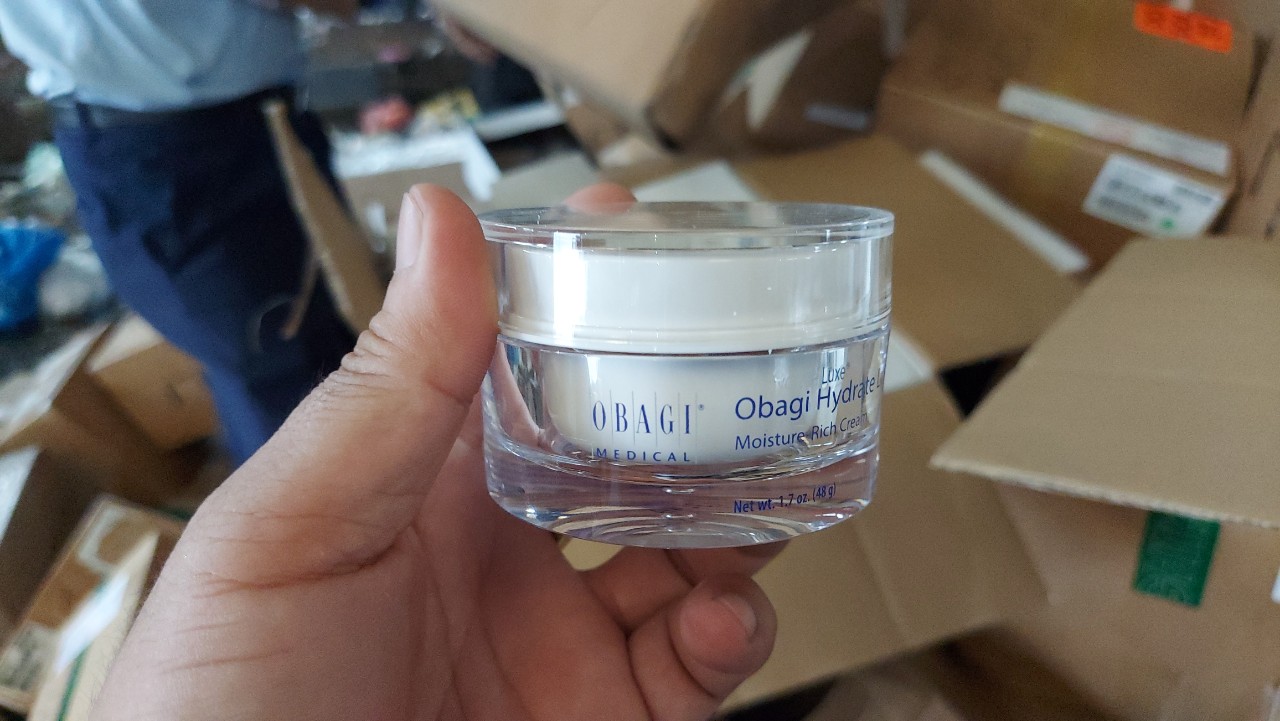 OBAGI®
MEDICAL
Luxe®
Obagi Hydrate
Moisture-Rich Cream
Net wt. 1.7 oz. (48 g)